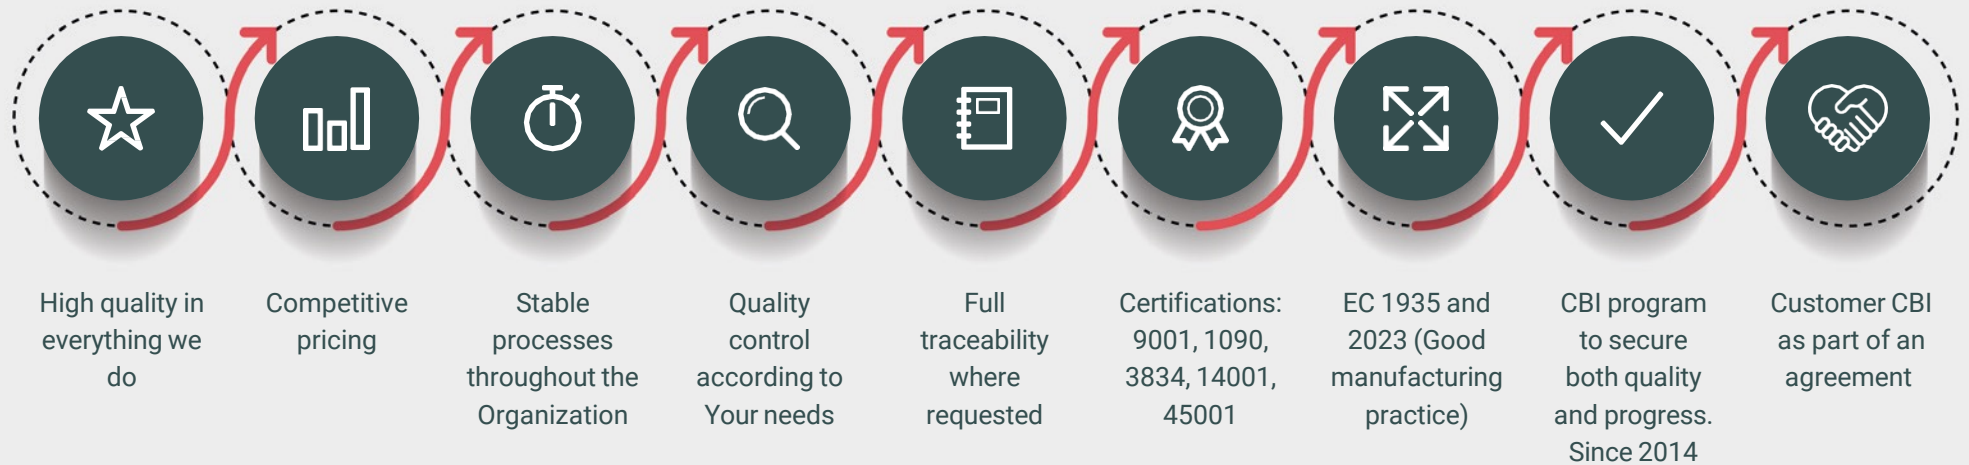 High quality in
everything we
do
Competitive
pricing
Stable
processes
throughout the
Organization
Quality
control
according to
Your needs
Full
traceability
where
requested
Certifications:
9001, 1090,
3834, 14001,
45001
EC 1935 and
2023 (Good
manufacturing
practice)
CBI program
to secure
both quality
and progress.
Since 2014
Customer CBI
as part of an
agreement